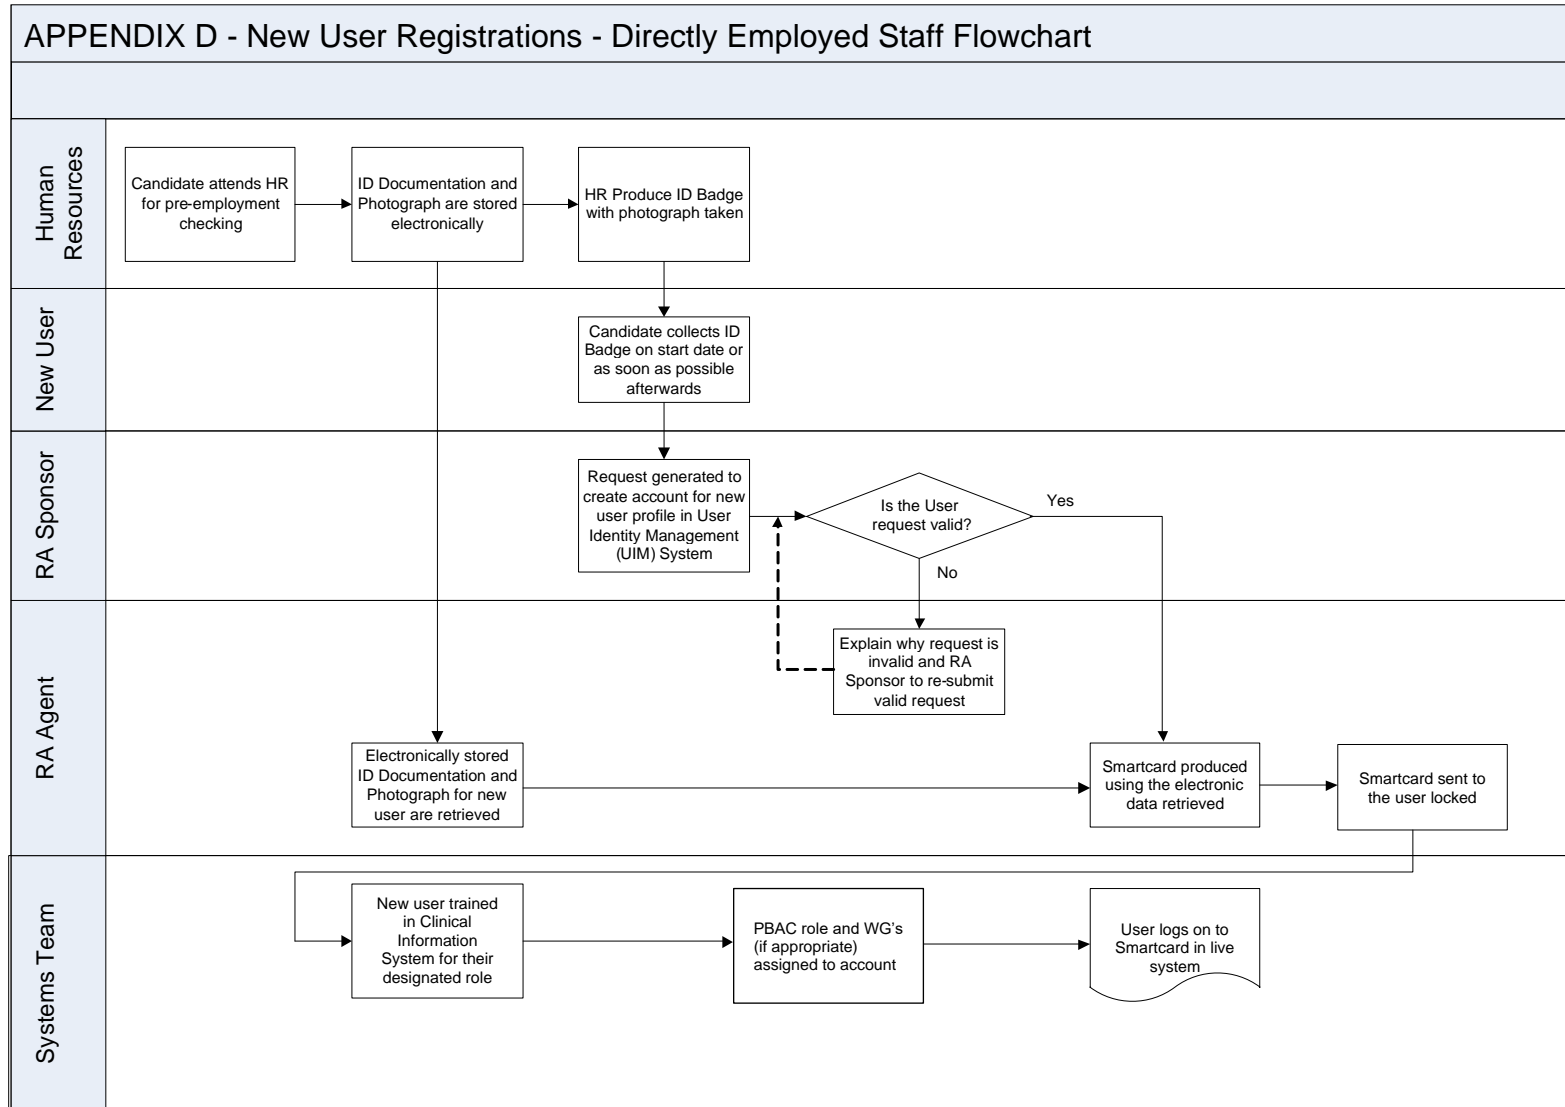 APPENDIX D - New User Registrations - Directly Employed Staff Flowchart
Human
Resources
Candidate attends HR
for pre-employment
checking
ID Documentation and
Photograph are stored
electronically
HR Produce ID Badge
with photograph taken
New User
Candidate collects ID
Badge on start date or
as soon as possible
afterwards
RA Sponsor
Request generated to
create account for new
user profile in User
Identity Management
(UIM) System
Is the User
request valid?
Yes
No
RA Agent
Explain why request is
invalid and RA
Sponsor to re-submit
valid request
Electronically stored
ID Documentation and
Photograph for new
user are retrieved
Smartcard produced
using the electronic
data retrieved
Smartcard sent to
the user locked
Systems Team
New user trained
in Clinical
Information
System for their
designated role
PBAC role and WG's
(if appropriate)
assigned to account
User logs on to
Smartcard in live
system